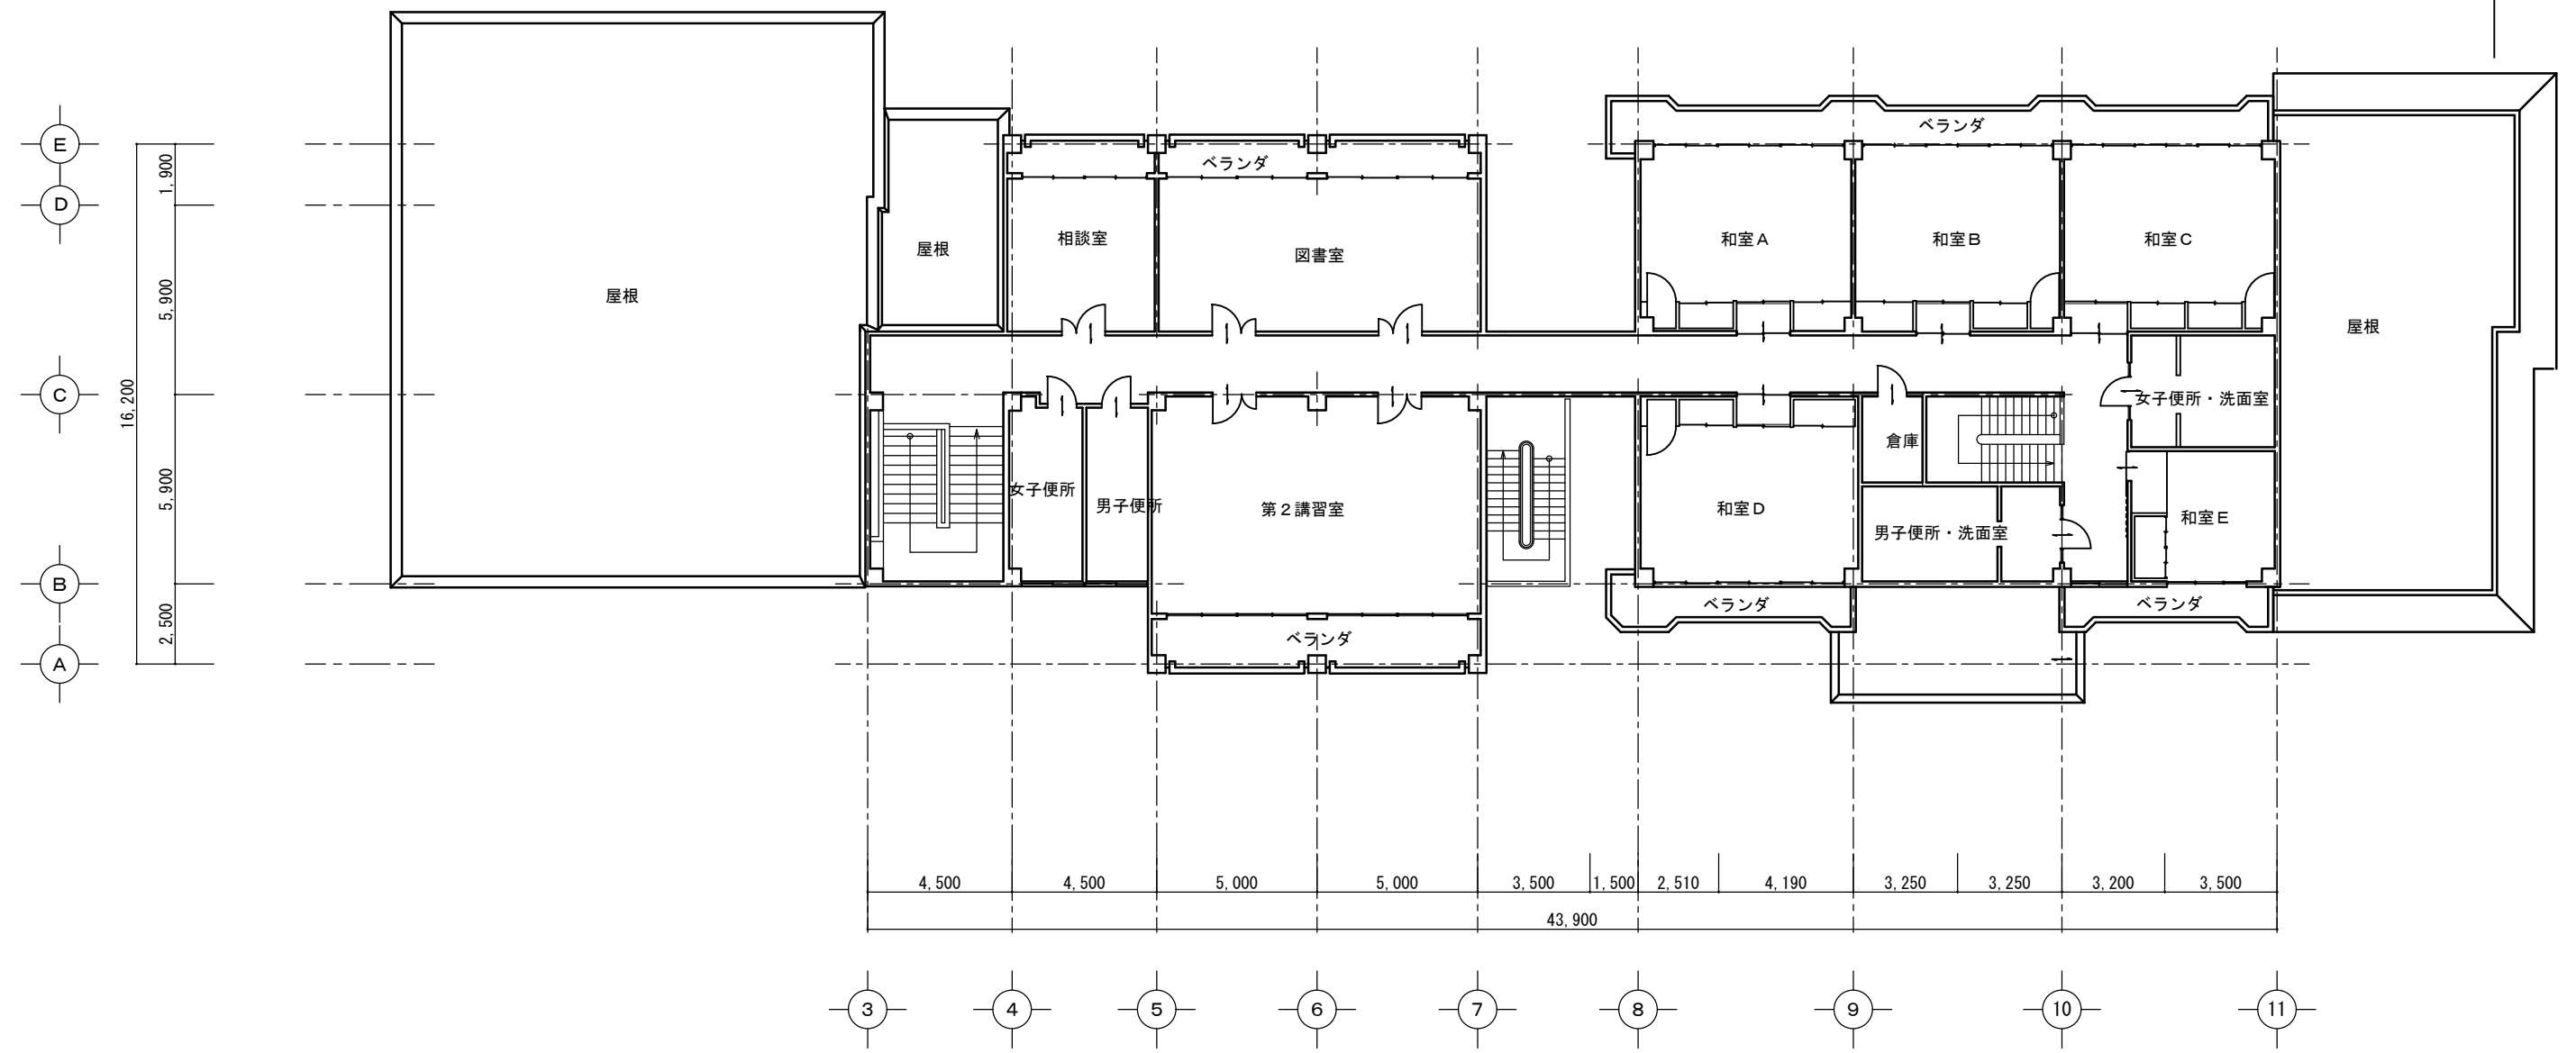 ベランダ
E
ベランダ
1,900
D
相談室
和室A
和室B
和室C
屋根
図書室
屋根
5,900
屋根
C
16,200
女子便所・洗面室
倉庫
5,900
女子便所
男子便所
第2講習室
和室D
和室E
男子便所・洗面室
B
ベランダ
ベランダ
2,500
ベランダ
A
4,500 4,500 5,000 5,000 3,500 1,500 2,510 4,190 3,250 3,250 3,200 3,500
43,900
3 4 5 6 7 8 9 10 11